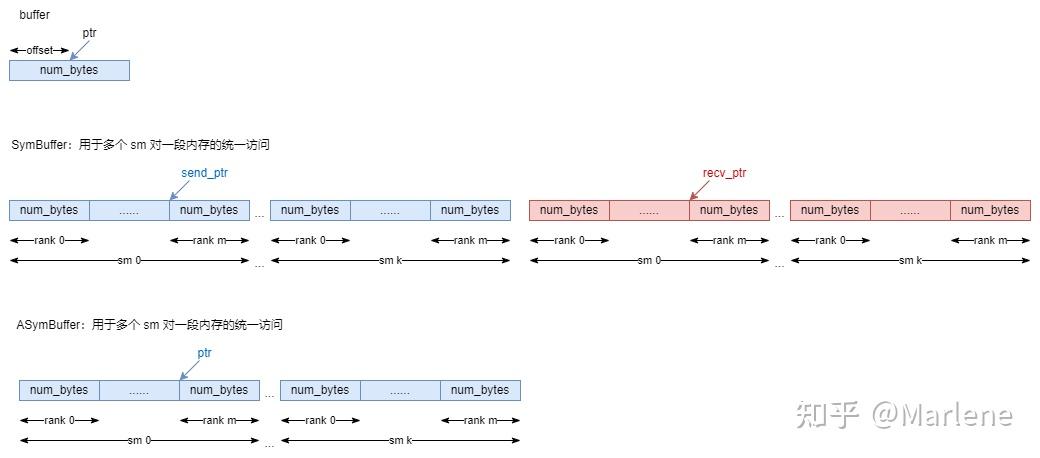 buffer
ptr
offset
num_bytes
SymBuffer：用于多个 sm 对一段内存的统一访问
send_ptr recv_ptr
num_bytes ...... num_bytes ... num_bytes ...... num_bytes num_bytes ...... num_bytes ... num_bytes ...... num_bytes
rank 0 rank m rank 0 rank m rank 0 rank m rank 0 rank m
sm 0 ... sm k sm 0 ... sm k
ASymBuffer：用于多个 sm 对一段内存的统一访问
ptr
num_bytes ...... num_bytes ... num_bytes ...... num_bytes
rank 0 rank m rank 0 rank m
sm 0 ... sm k
知乎 @Marlene